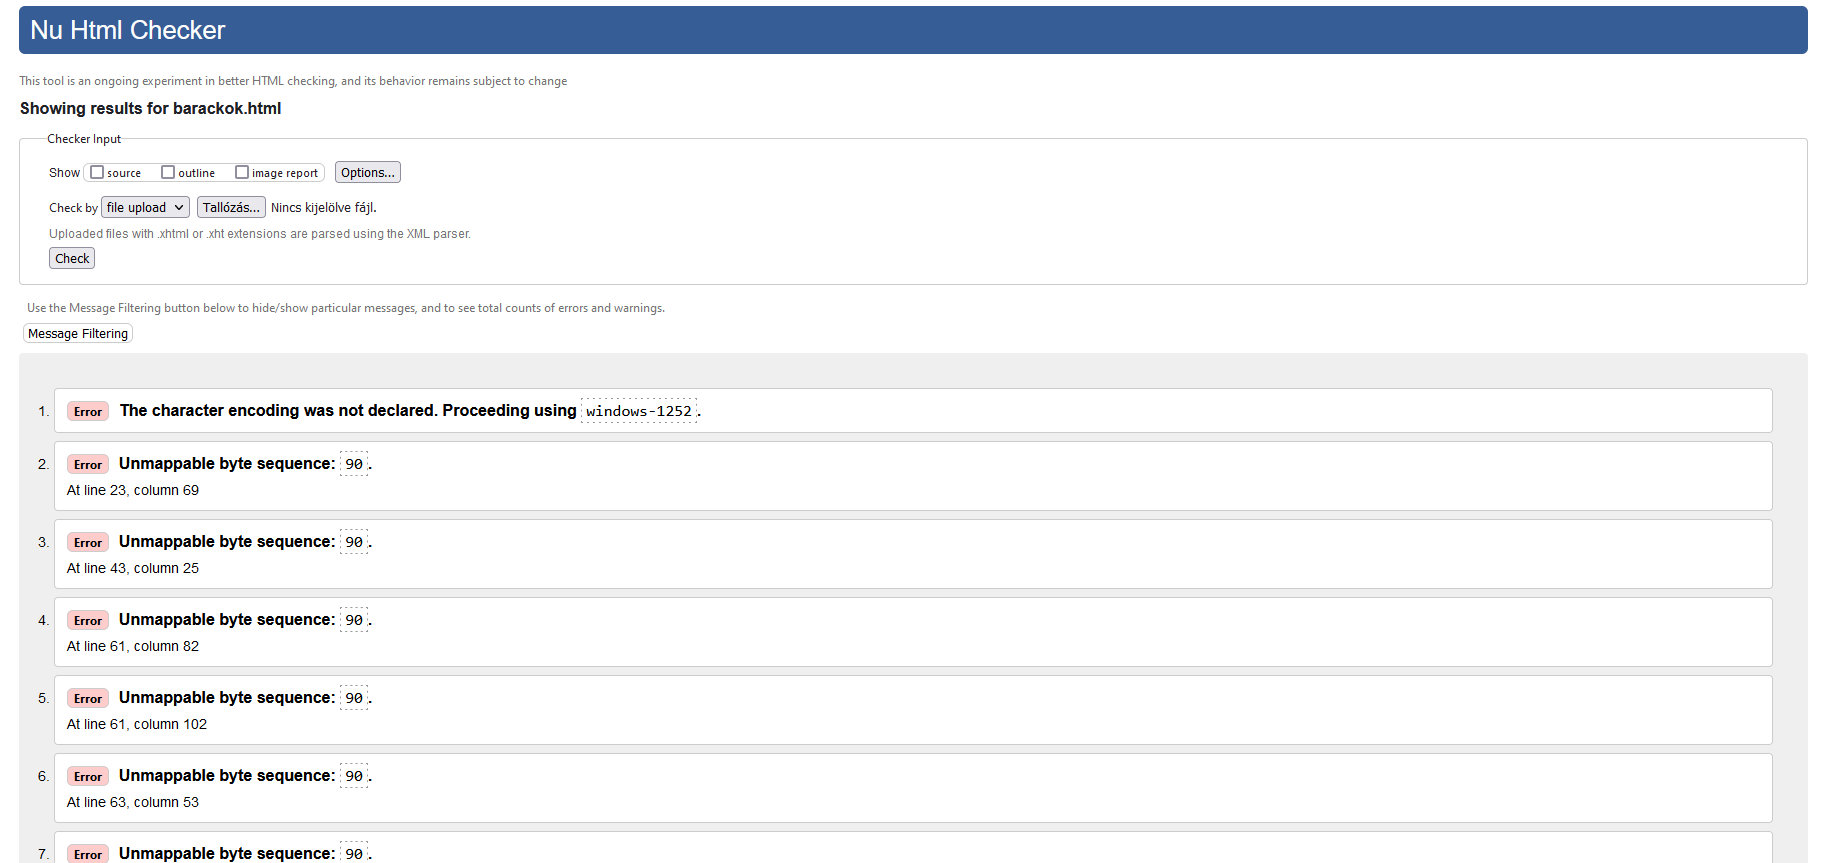 Nu Html Checker
This tool is an ongoing experiment in better HTML checking, and its behavior remains subject to change
Showing results for barackok.html
Checker Input
Show source outline image report Options...
Check by file upload Tallózás... Nincs kijelölve fájl.
Uploaded files with .xhtml or .xht extensions are parsed using the XML parser.
Check
Use the Message Filtering button below to hide/show particular messages, and to see total counts of errors and warnings.
Message Filtering
1. Error The character encoding was not declared. Proceeding using windows-1252.
2. Error Unmappable byte sequence: 90.
At line 23, column 69
3. Error Unmappable byte sequence: 90.
At line 43, column 25
4. Error Unmappable byte sequence: 90.
At line 61, column 82
5. Error Unmappable byte sequence: 90.
At line 61, column 102
6. Error Unmappable byte sequence: 90.
At line 63, column 53
7. Error Unmappable byte sequence: 90.